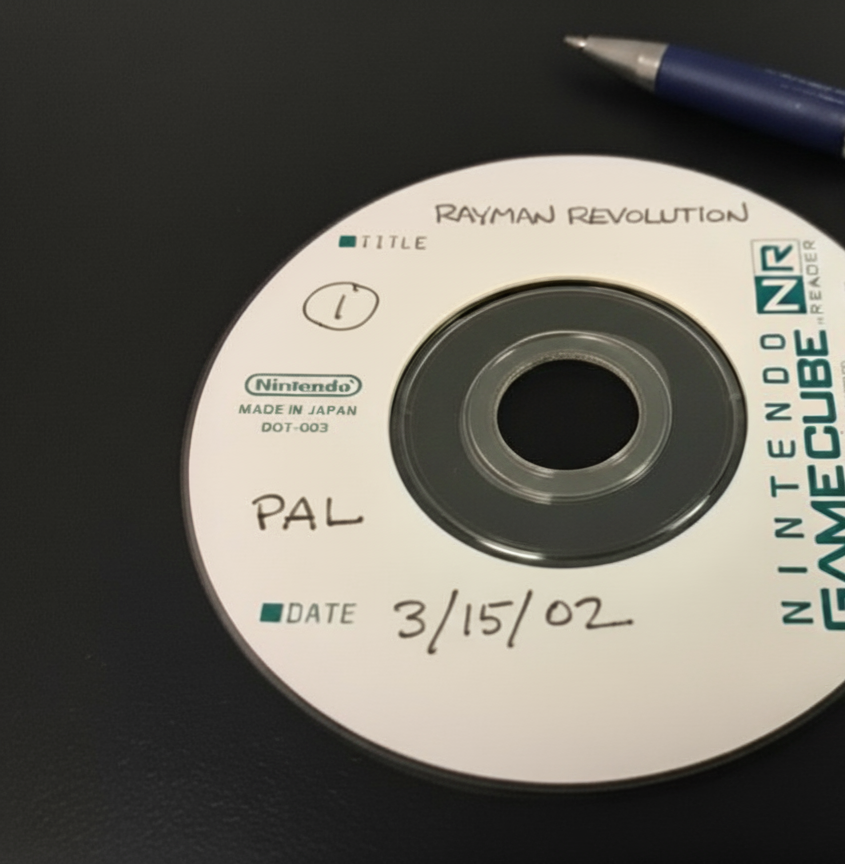 RAYMAN REVOLUTION
TITLE
1
NR
READER
Nintendo
MADE IN JAPAN
DOT-003
NINTENDO
GAMECUBE
PAL
DATE 3/15/02